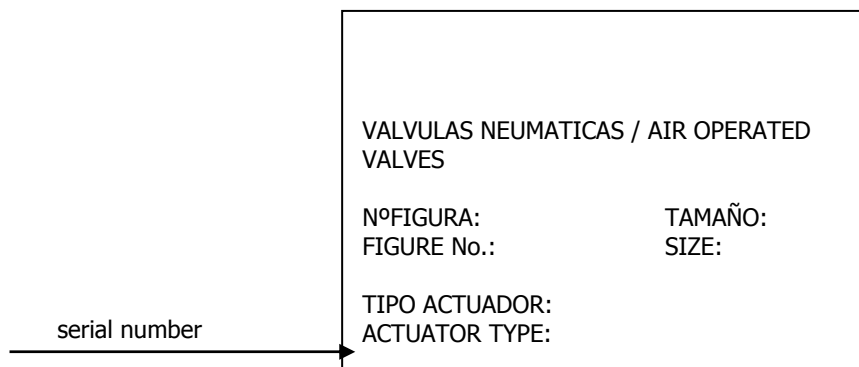 VALVULAS NEUMATICAS / AIR OPERATED
VALVES
NºFIGURA: TAMAÑO:
FIGURE No.: SIZE:
TIPO ACTUADOR:
serial number
ACTUATOR TYPE: